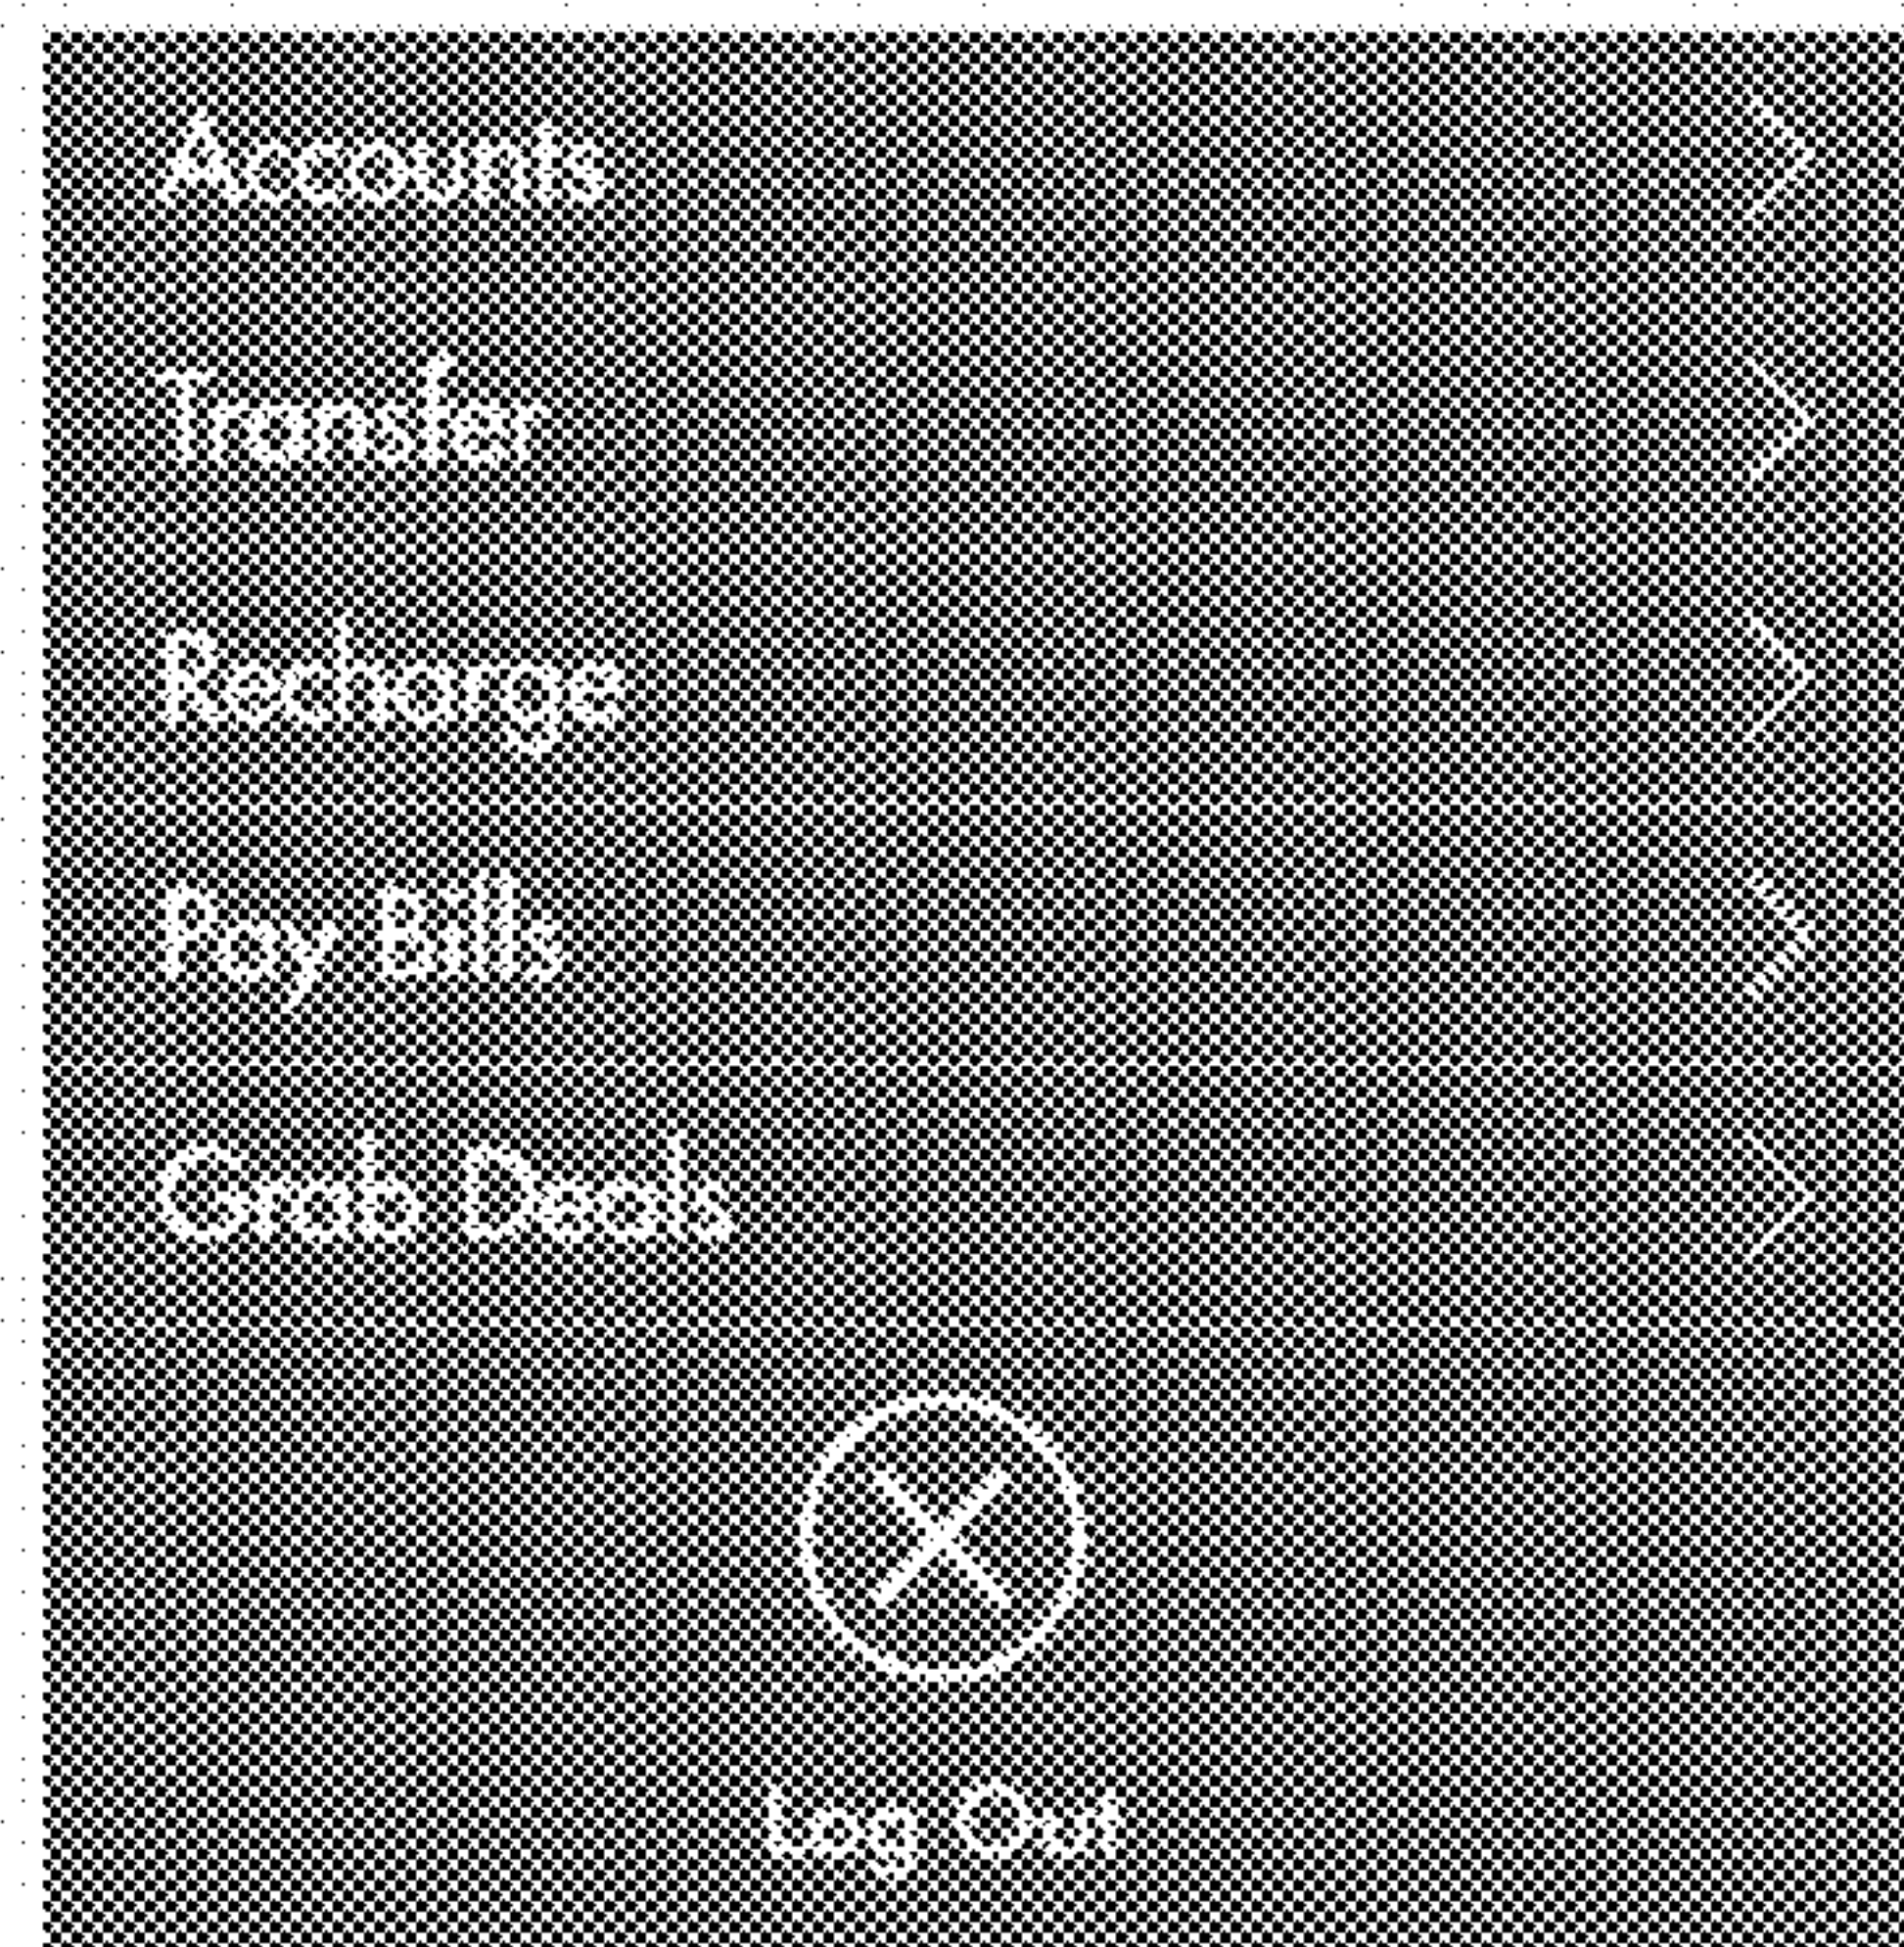 Accounts
Transfer
Recharge
Pay Bills
Grab Deals
Log Out